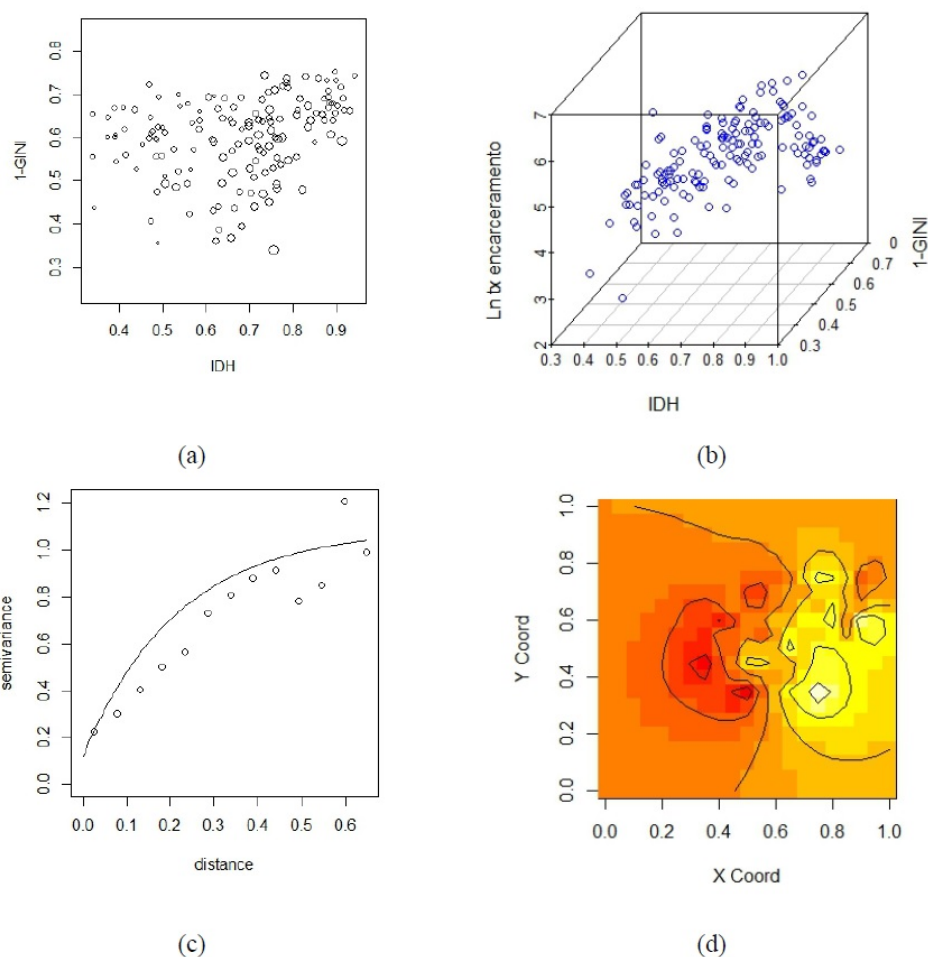 1-GINI
0.8
0.7
0.6
0.5
0.4
0.3
0.4 0.5 0.6 0.7 0.8 0.9
IDH
(a)
Ln tx encarceramento
7
6
5
4
3
2
0.3 0.4 0.5 0.6 0.7 0.8 0.9 1.0
IDH
0
0.7
0.6
0.5
0.4
0.3
1-GINI
(b)
semivariance
1.2
1.0
0.8
0.6
0.4
0.2
0.0
0.0 0.1 0.2 0.3 0.4 0.5 0.6
distance
(c)
Y Coord
1.0
0.8
0.6
0.4
0.2
0.0
0.0 0.2 0.4 0.6 0.8 1.0
X Coord
(d)